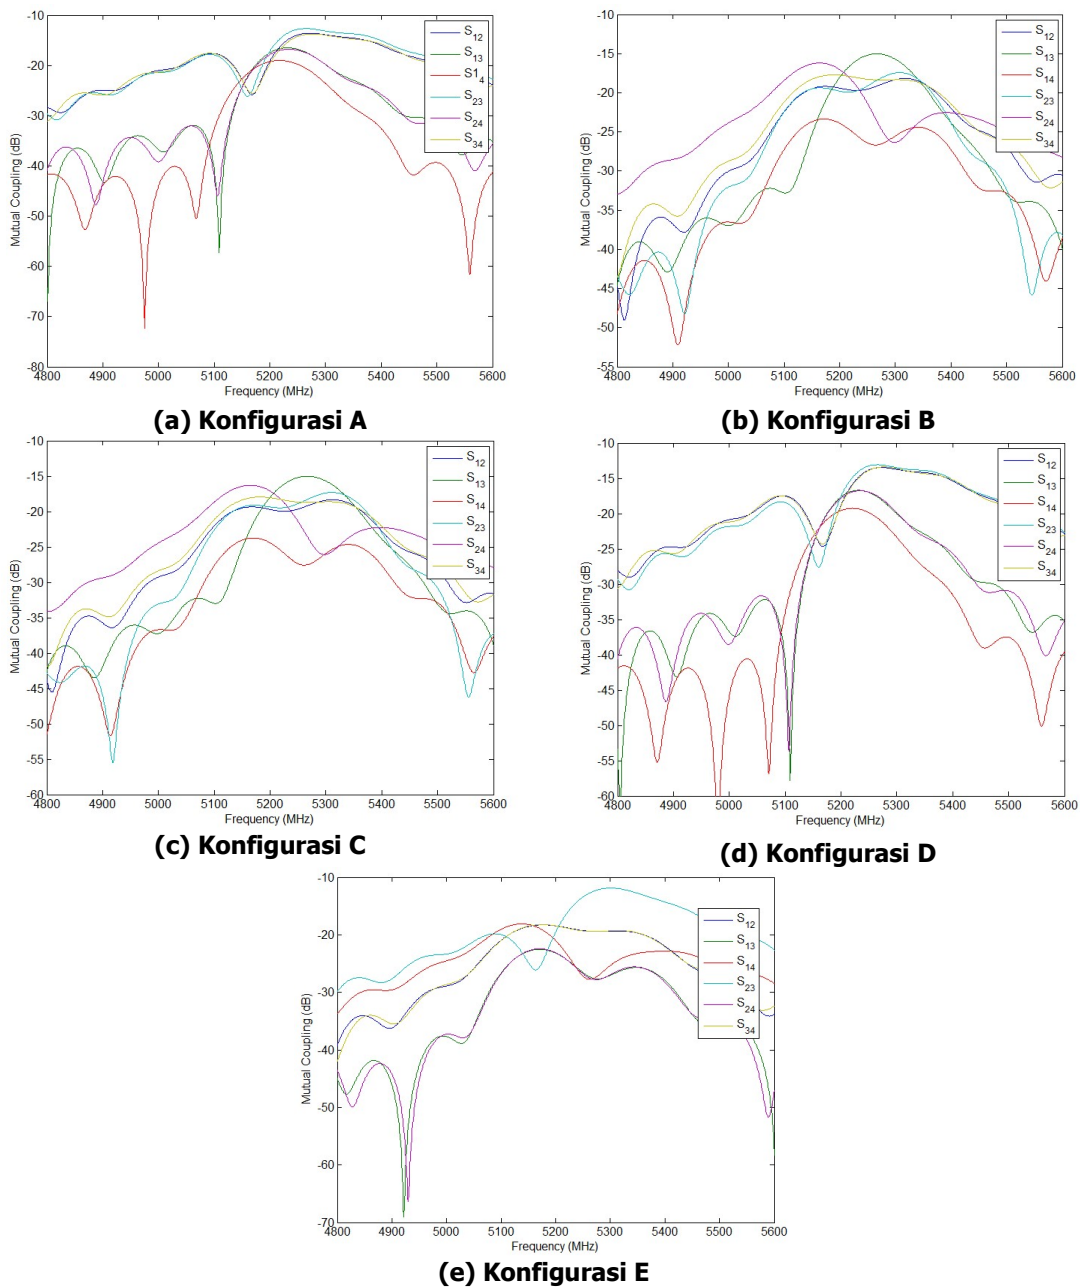 -10
-20
-30
-40
-50
-60
-70
-80
Mutual Coupling (dB)
S12
S13
S1_4
S23
S24
S34
4800 4900 5000 5100 5200 5300 5400 5500 5600
Frequency (MHz)
(a) Konfigurasi A
-10
-15
-20
-25
-30
-35
-40
-45
-50
-55
Mutual Coupling (dB)
S12
S13
S14
S23
S24
S34
4800 4900 5000 5100 5200 5300 5400 5500 5600
Frequency (MHz)
(b) Konfigurasi B
-10
-15
-20
-25
-30
-35
-40
-45
-50
-55
-60
Mutual Coupling (dB)
S12
S13
S14
S23
S24
S34
4800 4900 5000 5100 5200 5300 5400 5500 5600
Frequency (MHz)
(c) Konfigurasi C
-10
-15
-20
-25
-30
-35
-40
-45
-50
-55
-60
Mutual Coupling (dB)
S12
S13
S14
S23
S24
S34
4800 4900 5000 5100 5200 5300 5400 5500 5600
Frequency (MHz)
(d) Konfigurasi D
-10
-20
-30
-40
-50
-60
-70
Mutual Coupling (dB)
S12
S13
S14
S23
S24
S34
4800 4900 5000 5100 5200 5300 5400 5500 5600
Frequency (MHz)
(e) Konfigurasi E